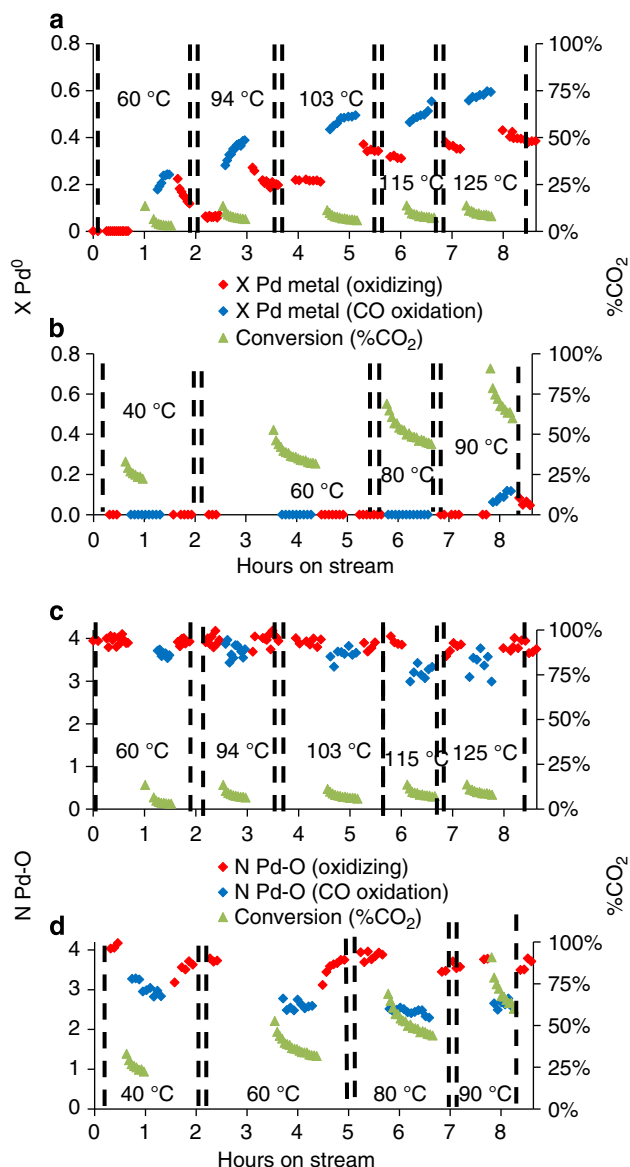 a
0.8
100%
60 °C
94 °C
103 °C
0.6
75%
0.4
50%
115 °C
125 °C
0.2
25%
0
0%
0 1 2 3 4 5 6 7 8
X Pd⁰
%CO₂
X Pd metal (oxidizing)
X Pd metal (CO oxidation)
Conversion (%CO₂)
b
0.8
100%
40 °C
0.6
75%
90 °C
0.4
50%
60 °C
80 °C
0.2
25%
0.0
0%
0 1 2 3 4 5 6 7 8
Hours on stream
c
4
100%
3
75%
2
50%
60 °C
94 °C
103 °C
115 °C
125 °C
1
25%
0
0%
0 1 2 3 4 5 6 7 8
N Pd-O
%CO₂
N Pd-O (oxidizing)
N Pd-O (CO oxidation)
Conversion (%CO₂)
d
4
100%
3
75%
2
50%
1
25%
40 °C
60 °C
80 °C
90 °C
0
0%
0 1 2 3 4 5 6 7 8
Hours on stream